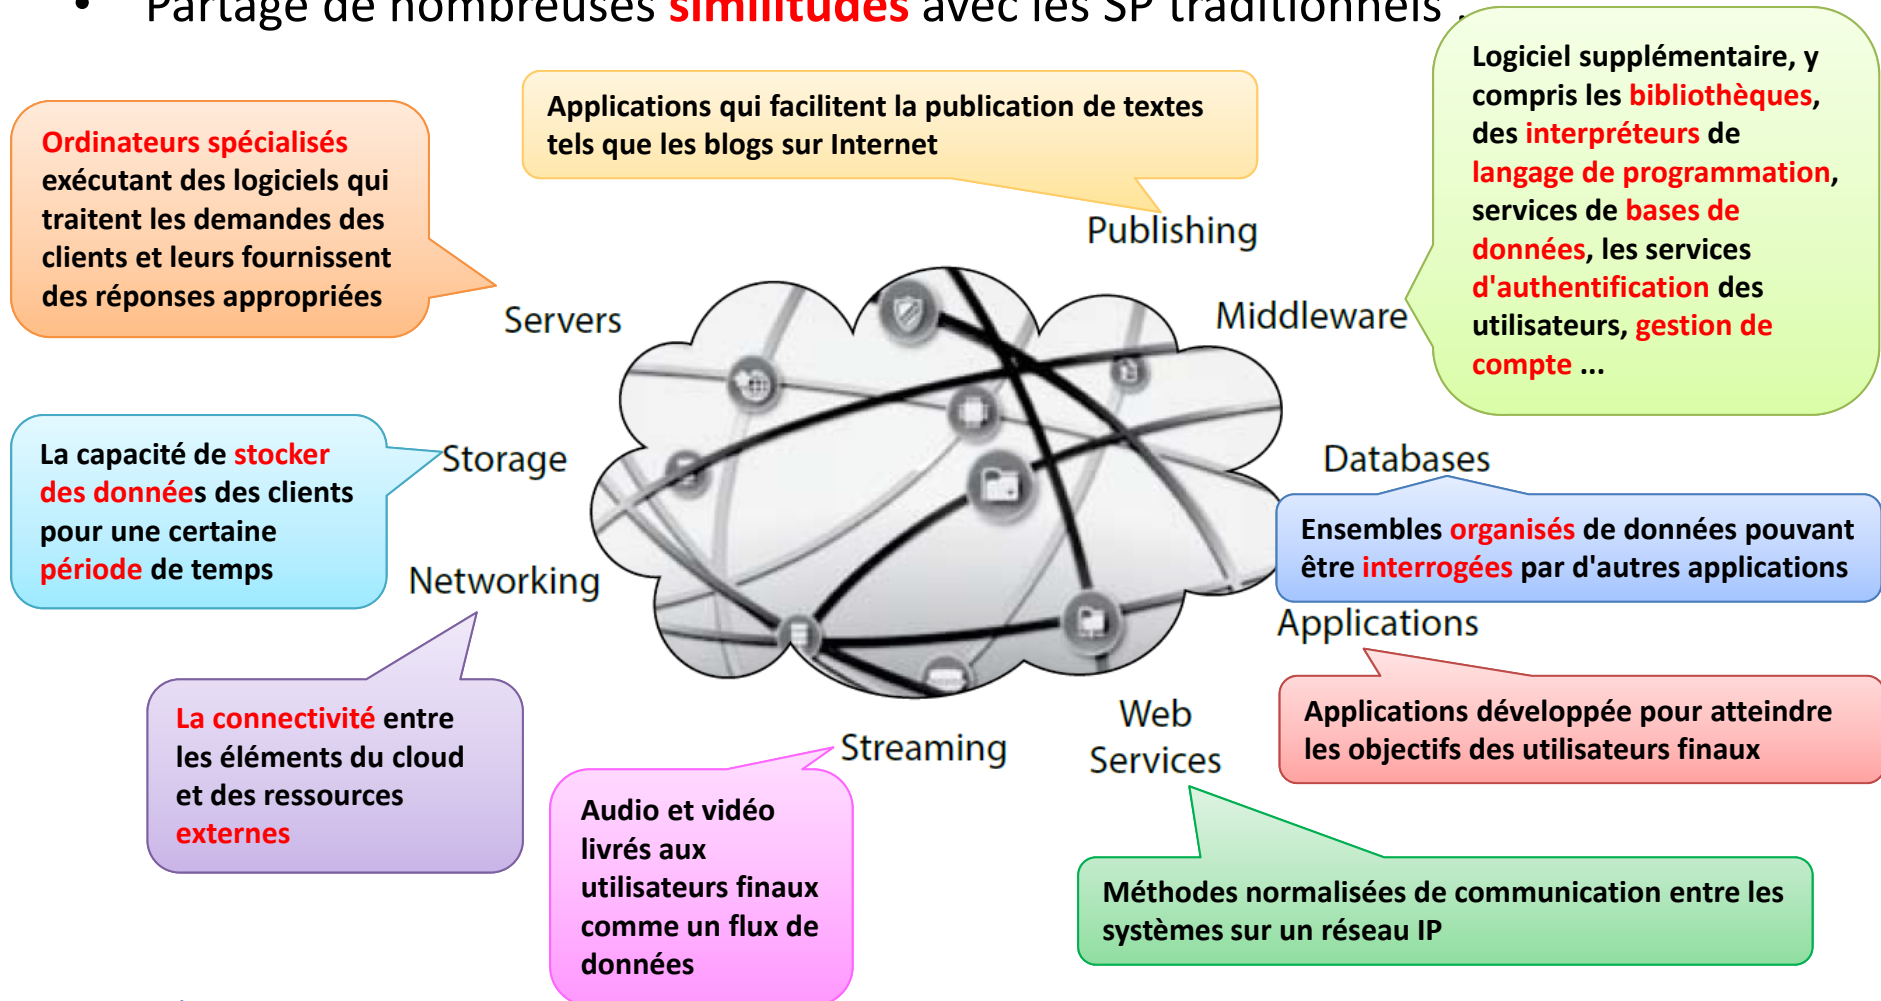 • Partage de nombreuses similitudes avec les SP traditionnels :
Ordinateurs spécialisés
exécutant des logiciels qui
traitent les demandes des
clients et leurs fournissent
des réponses appropriées
Applications qui facilitent la publication de textes
tels que les blogs sur Internet
Logiciel supplémentaire, y
compris les bibliothèques,
des interpréteurs de
langage de programmation,
services de bases de
données, les services
d'authentification des
utilisateurs, gestion de
compte ...
Publishing
Servers
Middleware
La capacité de stocker
des données des clients
pour une certaine
période de temps
Storage
Databases
Ensembles organisés de données pouvant
être interrogées par d'autres applications
Networking
Applications
La connectivité entre
les éléments du cloud
et des ressources
externes
Streaming
Web
Services
Applications développée pour atteindre
les objectifs des utilisateurs finaux
Audio et vidéo
livrés aux
utilisateurs finaux
comme un flux de
données
Méthodes normalisées de communication entre les
systèmes sur un réseau IP